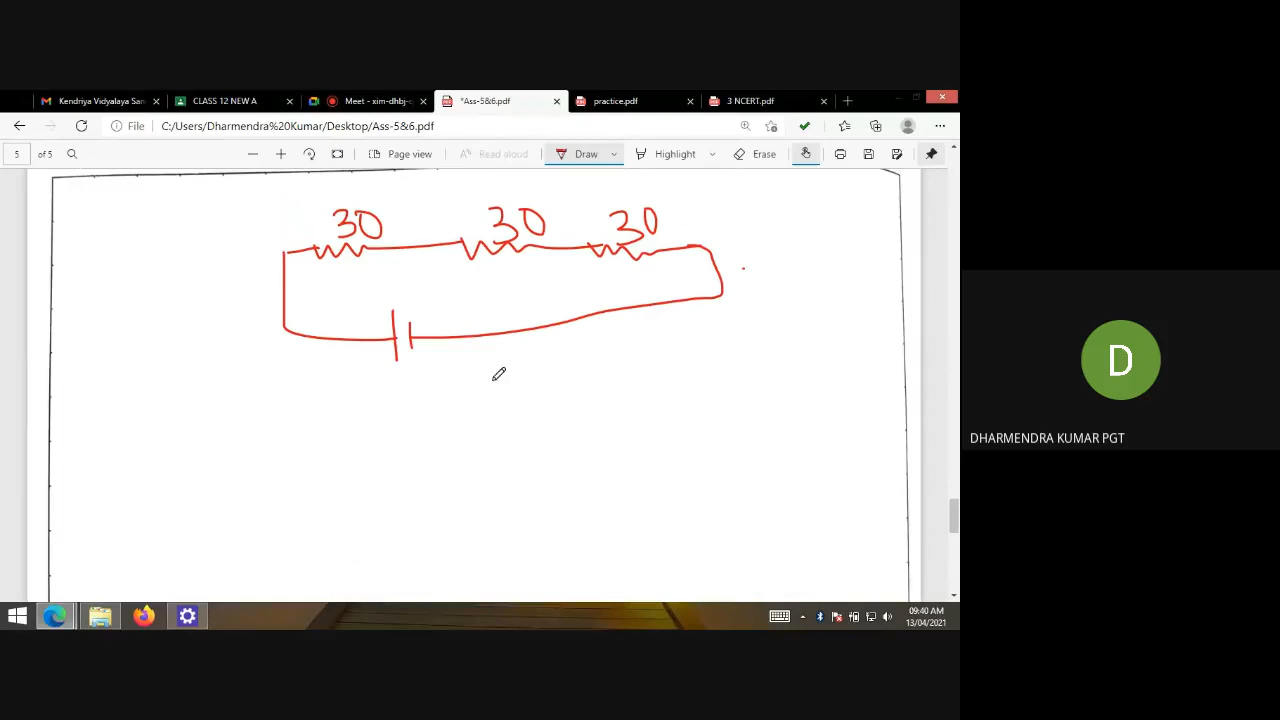 Kendriya Vidyalaya San
CLASS 12 NEW A
Meet - xim-dhbj-c
*Ass-5&6.pdf
practice.pdf
3 NCERT.pdf
File
C:/Users/Dharmendra%20Kumar/Desktop/Ass-5&6.pdf
5 of 5
Page view
Read aloud
Draw
Highlight
Erase
30 30 30
D
DHARMENDRA KUMAR PGT
09:40 AM
13/04/2021